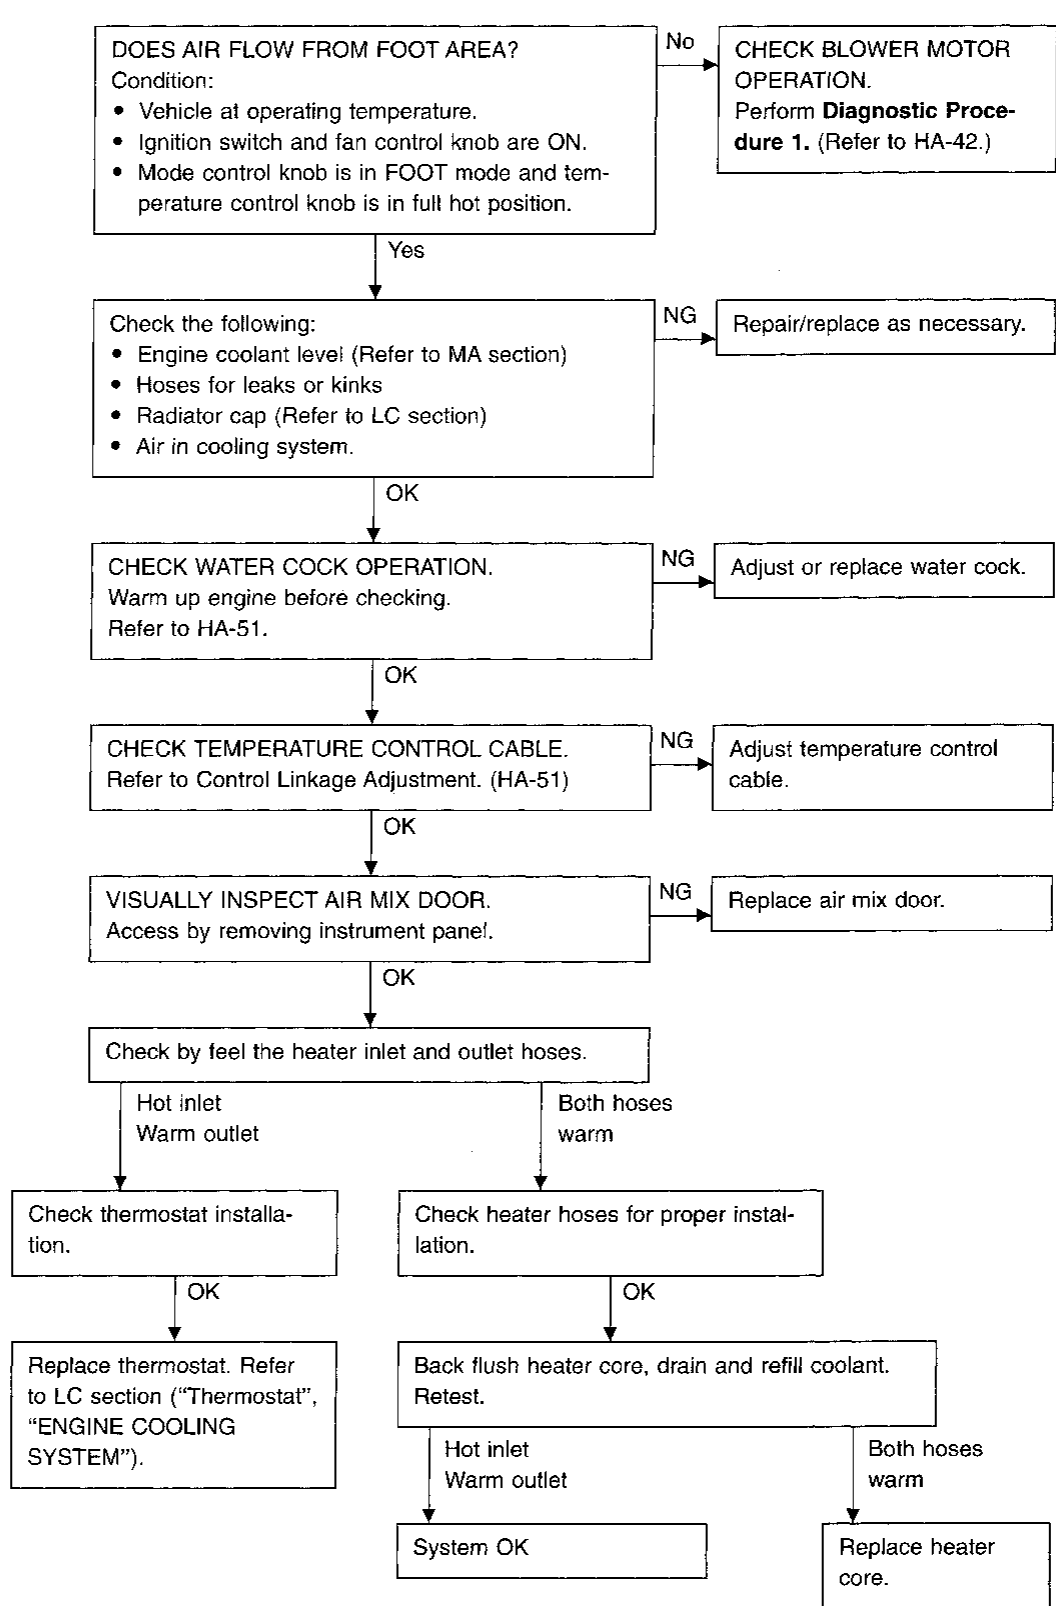 DOES AIR FLOW FROM FOOT AREA?
Condition:
• Vehicle at operating temperature.
• Ignition switch and fan control knob are ON.
• Mode control knob is in FOOT mode and tem-
perature control knob is in full hot position.
No
CHECK BLOWER MOTOR
OPERATION.
Perform Diagnostic Proce-
dure 1. (Refer to HA-42.)
Yes
Check the following:
• Engine coolant level (Refer to MA section)
• Hoses for leaks or kinks
• Radiator cap (Refer to LC section)
• Air in cooling system.
NG
Repair/replace as necessary.
OK
CHECK WATER COCK OPERATION.
Warm up engine before checking.
Refer to HA-51.
NG
Adjust or replace water cock.
OK
CHECK TEMPERATURE CONTROL CABLE.
Refer to Control Linkage Adjustment. (HA-51)
NG
Adjust temperature control
cable.
OK
VISUALLY INSPECT AIR MIX DOOR.
Access by removing instrument panel.
NG
Replace air mix door.
OK
Check by feel the heater inlet and outlet hoses.
Hot inlet
Warm outlet
Both hoses
warm
Check thermostat installa-
tion.
Check heater hoses for proper instal-
lation.
OK
OK
Replace thermostat. Refer
to LC section (“Thermostat”,
“ENGINE COOLING
SYSTEM”).
Back flush heater core, drain and refill coolant.
Retest.
Hot inlet
Warm outlet
Both hoses
warm
System OK
Replace heater
core.